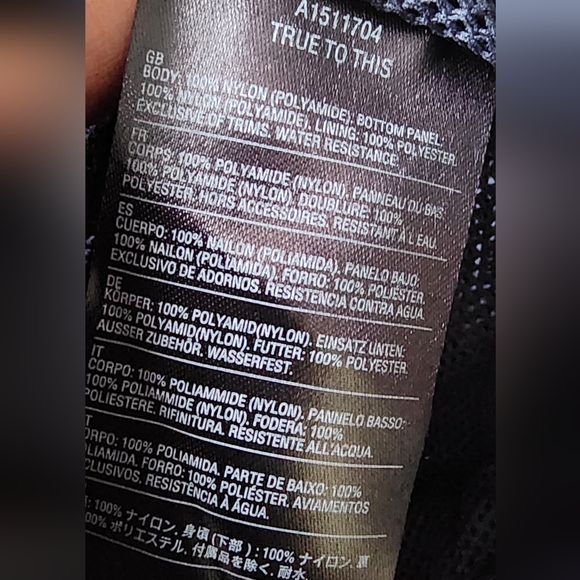 A1511704
TRUE TO THIS
GB
BODY: 100% NYLON (POLYAMIDE). BOTTOM PANEL:
100% NYLON (POLYAMIDE). LINING: 100% POLYESTER.
EXCLUSIVE OF TRIMS. WATER RESISTANCE.
FR
CORPS: 100% POLYAMIDE (NYLON). PANNEAU DU BAS:
100% POLYAMIDE (NYLON). DOUBLURE: 100%
POLYESTER. HORS ACCESSOIRES. RESISTANT A L'EAU.
ES
CUERPO: 100% NAILON (POLIAMIDA). PANELO BAJO:
100% NAILON (POLIAMIDA). FORRO: 100% POLIESTER.
EXCLUSIVO DE ADORNOS. RESISTENCIA CONTRA AGUA.
DE
KÖRPER: 100% POLYAMID(NYLON). EINSATZ UNTEN:
100% POLYAMID(NYLON). FUTTER: 100% POLYESTER.
AUSSER ZUBEHÖR. WASSERFEST.
IT
CORPO: 100% POLIAMMIDE (NYLON). PANNELO BASSO:
100% POLIAMMIDE (NYLON). FODERA: 100%
POLIESTERE. RIFINITURA. RESISTENTE ALL'ACQUA.
T
ORPO: 100% POLIAMIDA. PARTE DE BAIXO: 100%
LIAMIDA. FORRO: 100% POLIÉSTER. AVIAMENTOS
CLUSIVOS. RESISTÊNCIA À ÁGUA.
: 100% ナイロン. 身頃(下部): 100% ナイロン. 裏
00% ポリエステル. 付属品を除く. 耐水.